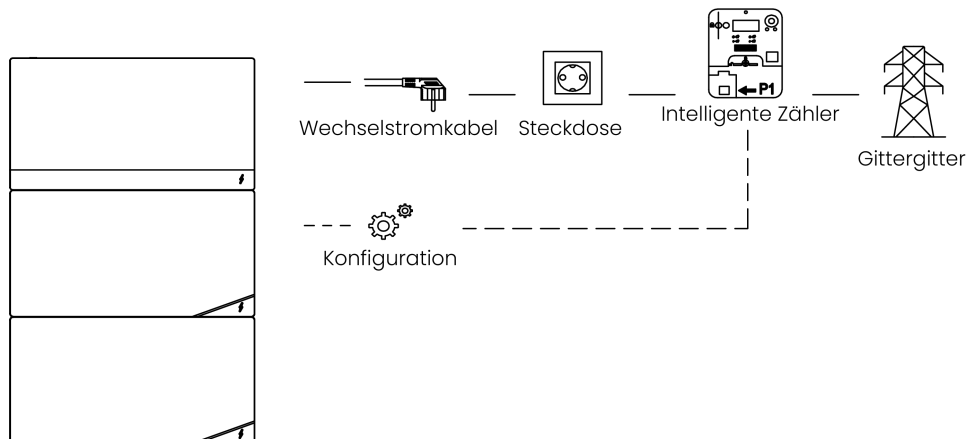 P1
Wechselstromkabel
Steckdose
Intelligente Zähler
Gittergitter
Konfiguration